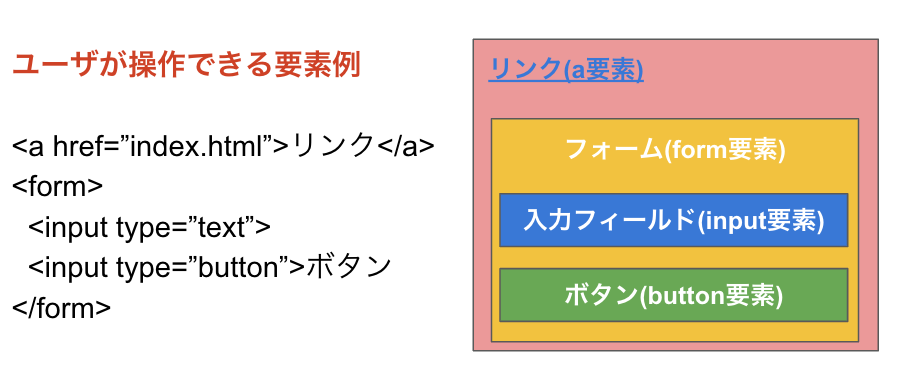 ユーザが操作できる要素例
<a href=”index.html”>リンク</a>
<form>
<input type=”text”>
<input type=”button”>ボタン
</form>
リンク(a要素)
フォーム(form要素)
入力フィールド(input要素)
ボタン(button要素)